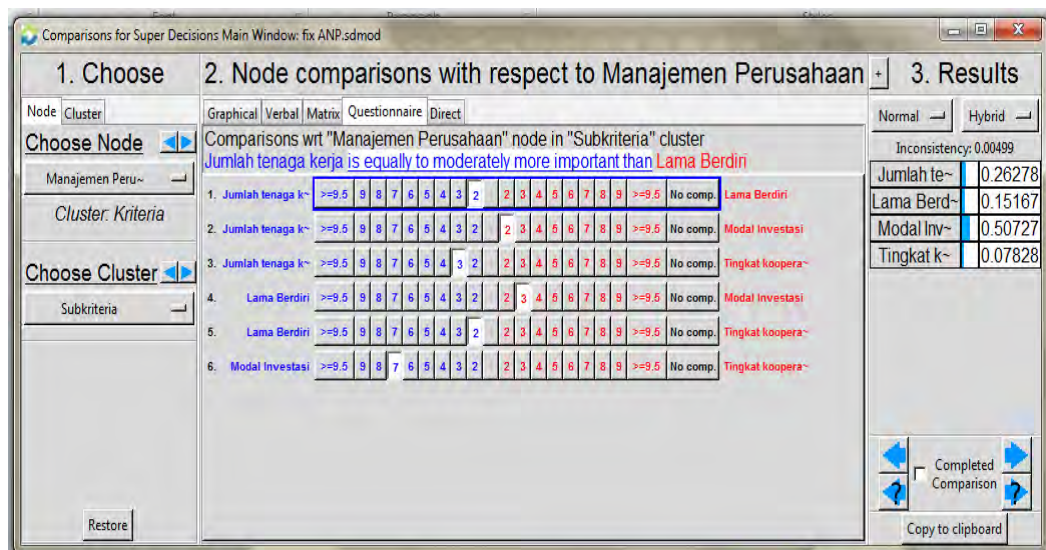 Comparisons for Super Decisions Main Window: fix ANP.sdmod
1. Choose
Node Cluster
Choose Node
Manajemen Peru~
Cluster: Kriteria
Choose Cluster
Subkriteria
Restore
2. Node comparisons with respect to Manajemen Perusahaan
Graphical Verbal Matrix Questionnaire Direct
Comparisons wrt "Manajemen Perusahaan" node in "Subkriteria" cluster
Jumlah tenaga kerja is equally to moderately more important than Lama Berdiri
1. Jumlah tenaga k~ >=9.5 9 8 7 6 5 4 3 2 2 3 4 5 6 7 8 9 >=9.5 No comp. Lama Berdiri
2. Jumlah tenaga k~ >=9.5 9 8 7 6 5 4 3 2 2 3 4 5 6 7 8 9 >=9.5 No comp. Modal Investasi
3. Jumlah tenaga k~ >=9.5 9 8 7 6 5 4 3 2 2 3 4 5 6 7 8 9 >=9.5 No comp. Tingkat koopera~
4. Lama Berdiri >=9.5 9 8 7 6 5 4 3 2 2 3 4 5 6 7 8 9 >=9.5 No comp. Modal Investasi
5. Lama Berdiri >=9.5 9 8 7 6 5 4 3 2 2 3 4 5 6 7 8 9 >=9.5 No comp. Tingkat koopera~
6. Modal Investasi >=9.5 9 8 7 6 5 4 3 2 2 3 4 5 6 7 8 9 >=9.5 No comp. Tingkat koopera~
+ 3. Results
Normal Hybrid
Inconsistency: 0.00499
Jumlah te~ 0.26278
Lama Berd~ 0.15167
Modal Inv~ 0.50727
Tingkat k~ 0.07828
Completed
Comparison
? ?
Copy to clipboard